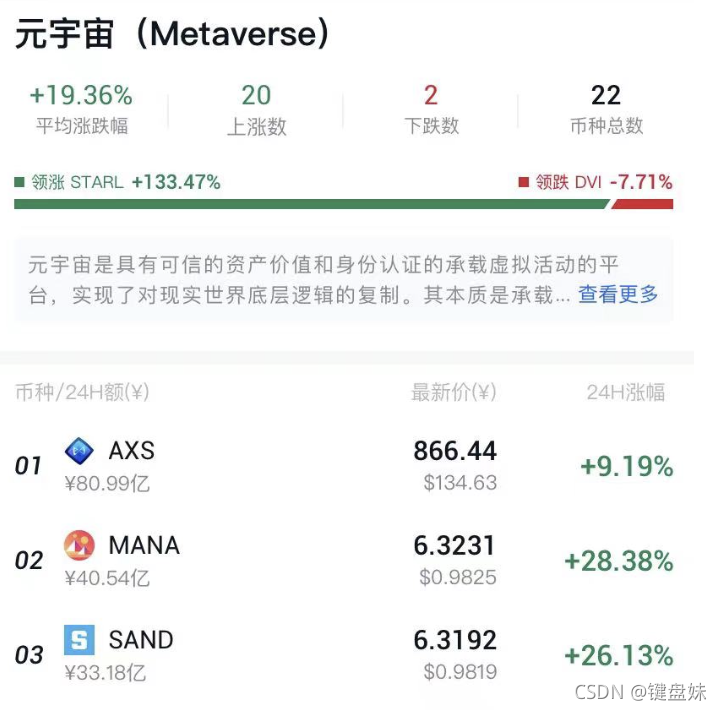 元宇宙（Metaverse）
+19.36% 20 2 22
平均涨跌幅 上涨数 下跌数 币种总数
领涨 STARL +133.47% 领跌 DVI -7.71%
元宇宙是具有可信的资产价值和身份认证的承载虚拟活动的平
台，实现了对现实世界底层逻辑的复制。其本质是承载... 查看更多
币种/24H额(¥) 最新价(¥) 24H涨幅
01 AXS 866.44 +9.19%
¥80.99亿 $134.63
02 MANA 6.3231 +28.38%
¥40.54亿 $0.9825
03 S SAND 6.3192 +26.13%
¥33.18亿 $0.9819
CSDN @键盘妹